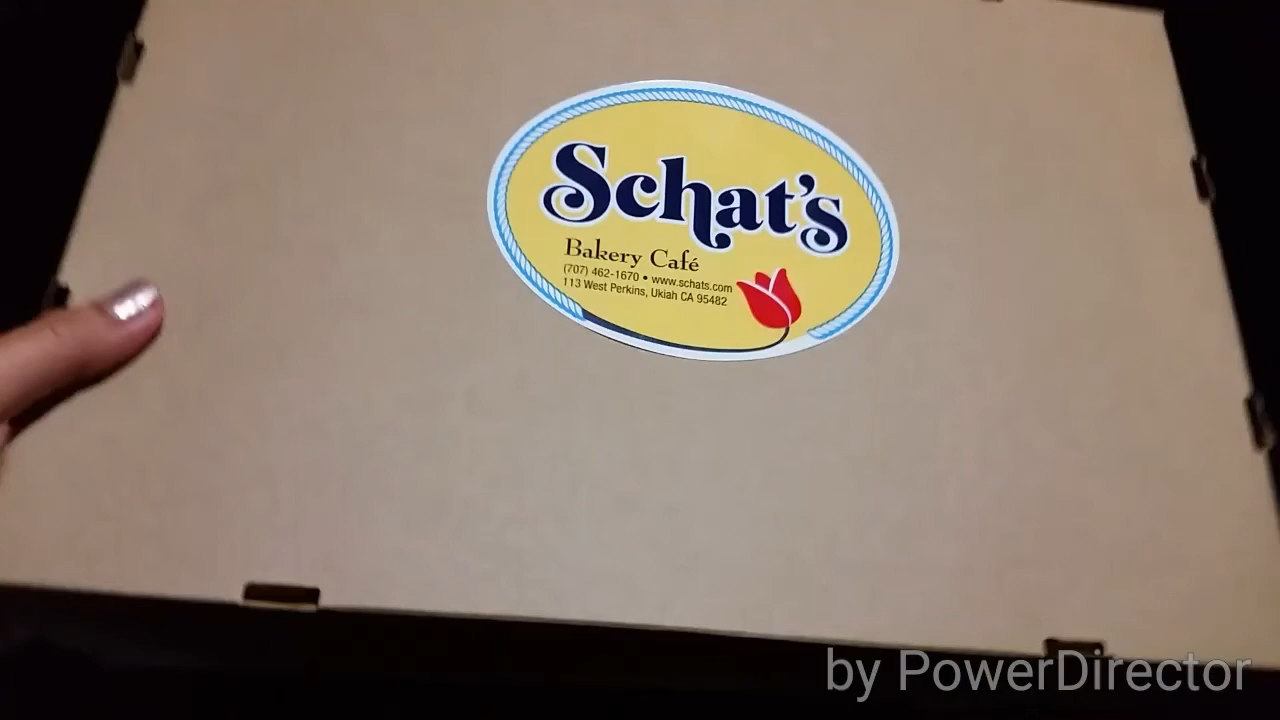 Schat's
Bakery Café
(707) 462-1670 • www.schats.com
113 West Perkins, Ukiah CA 95482
by PowerDirector